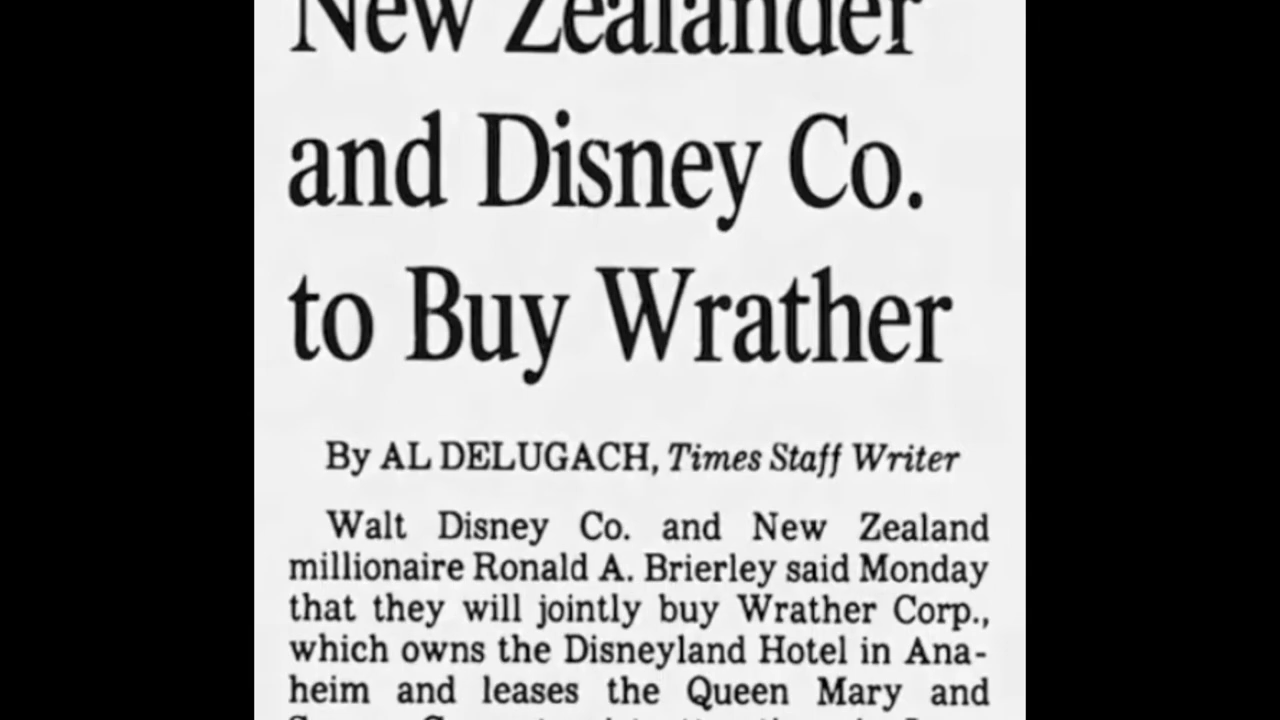 New Zealander
and Disney Co.
to Buy Wrather
By AL DELUGACH, Times Staff Writer
Walt Disney Co. and New Zealand
millionaire Ronald A. Brierley said Monday
that they will jointly buy Wrather Corp.,
which owns the Disneyland Hotel in Ana-
heim and leases the Queen Mary and